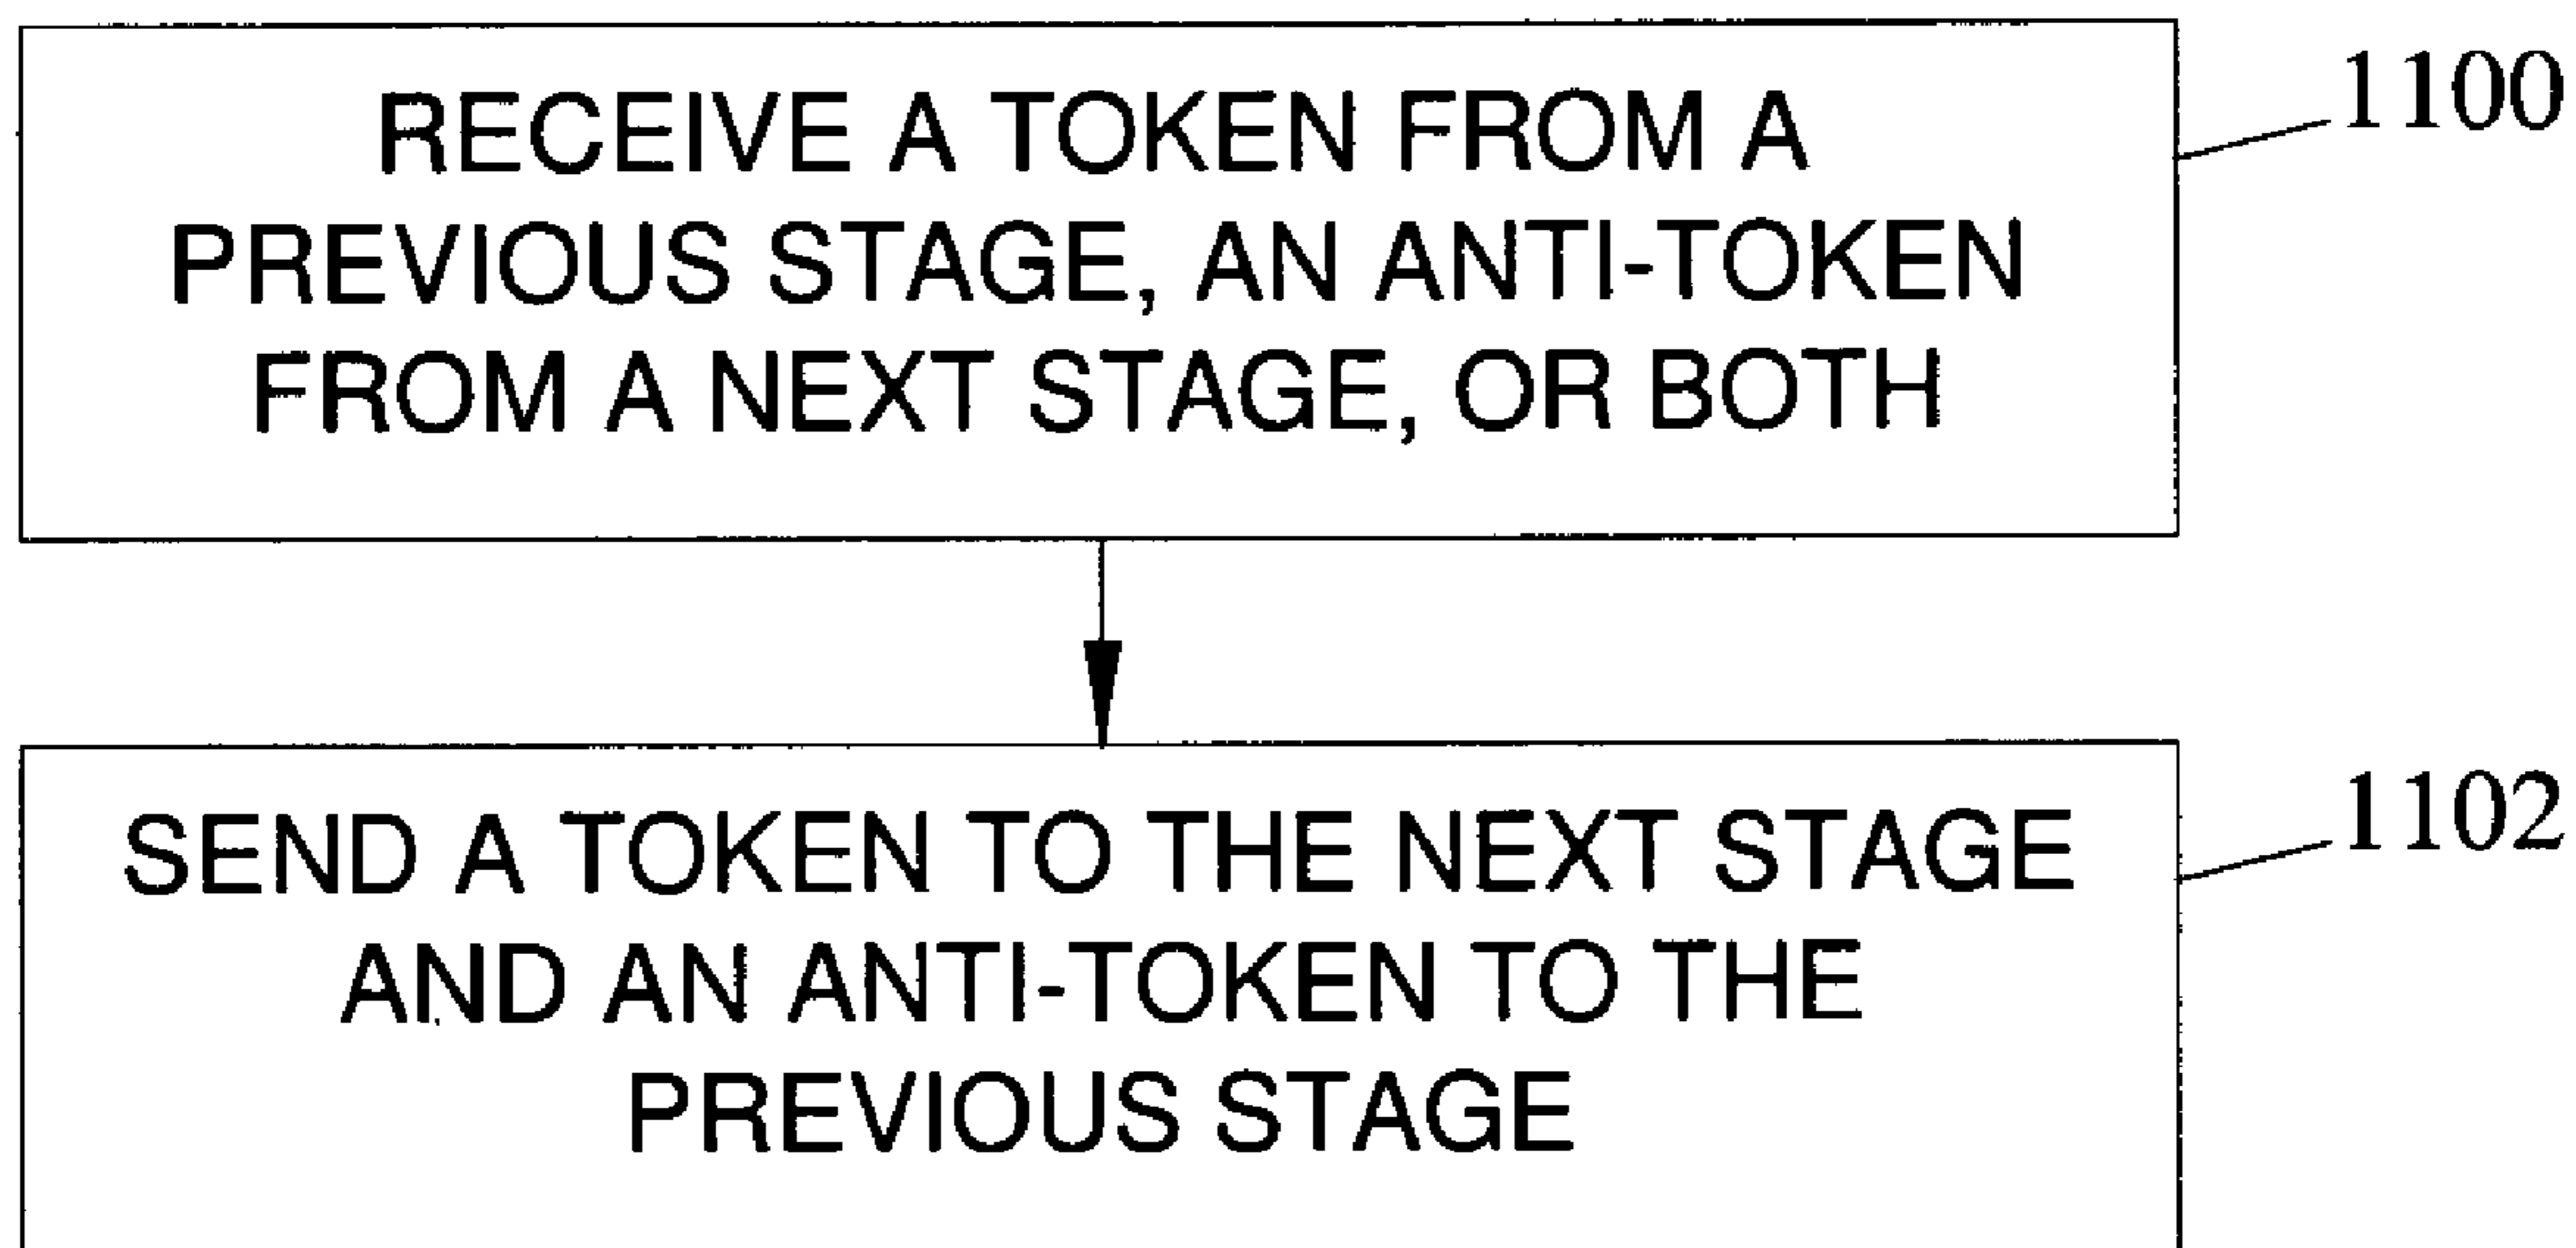 RECEIVE A TOKEN FROM A
PREVIOUS STAGE, AN ANTI-TOKEN
FROM A NEXT STAGE, OR BOTH
1100
SEND A TOKEN TO THE NEXT STAGE
AND AN ANTI-TOKEN TO THE
PREVIOUS STAGE
1102